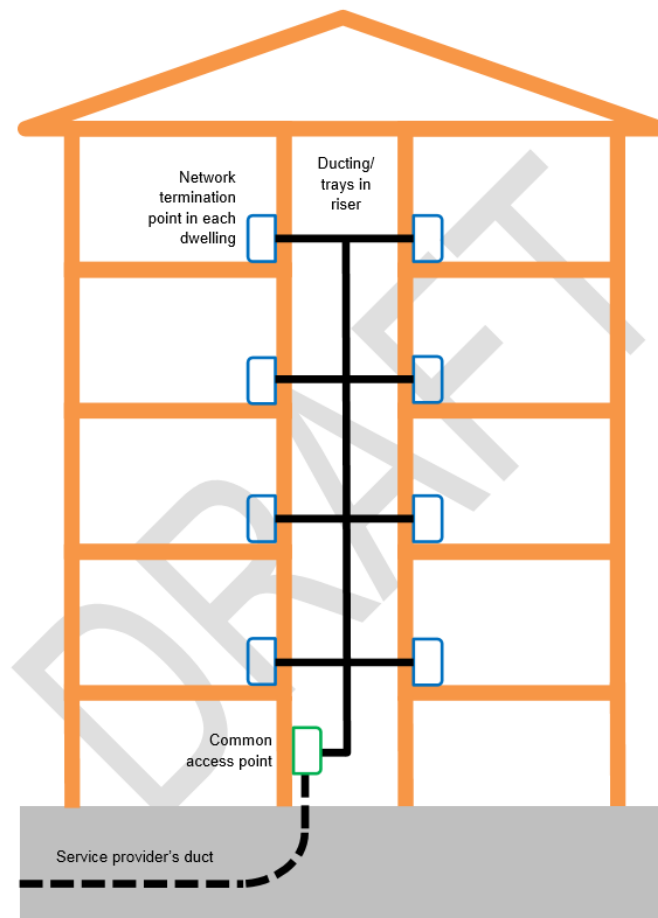 Network
termination
point in each
dwelling
Ducting/
trays in
riser
DRAFT
Common
access point
Service provider's duct